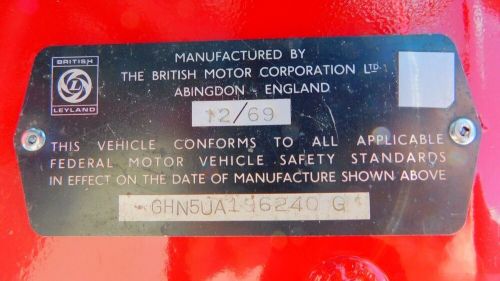 BRITISH
L
LEYLAND
MANUFACTURED BY
THE BRITISH MOTOR CORPORATION LTD.
ABINGDON - ENGLAND
12/69
THIS VEHICLE CONFORMS TO ALL APPLICABLE
FEDERAL MOTOR VEHICLE SAFETY STANDARDS
IN EFFECT ON THE DATE OF MANUFACTURE SHOWN ABOVE
GHN5UA196240 G